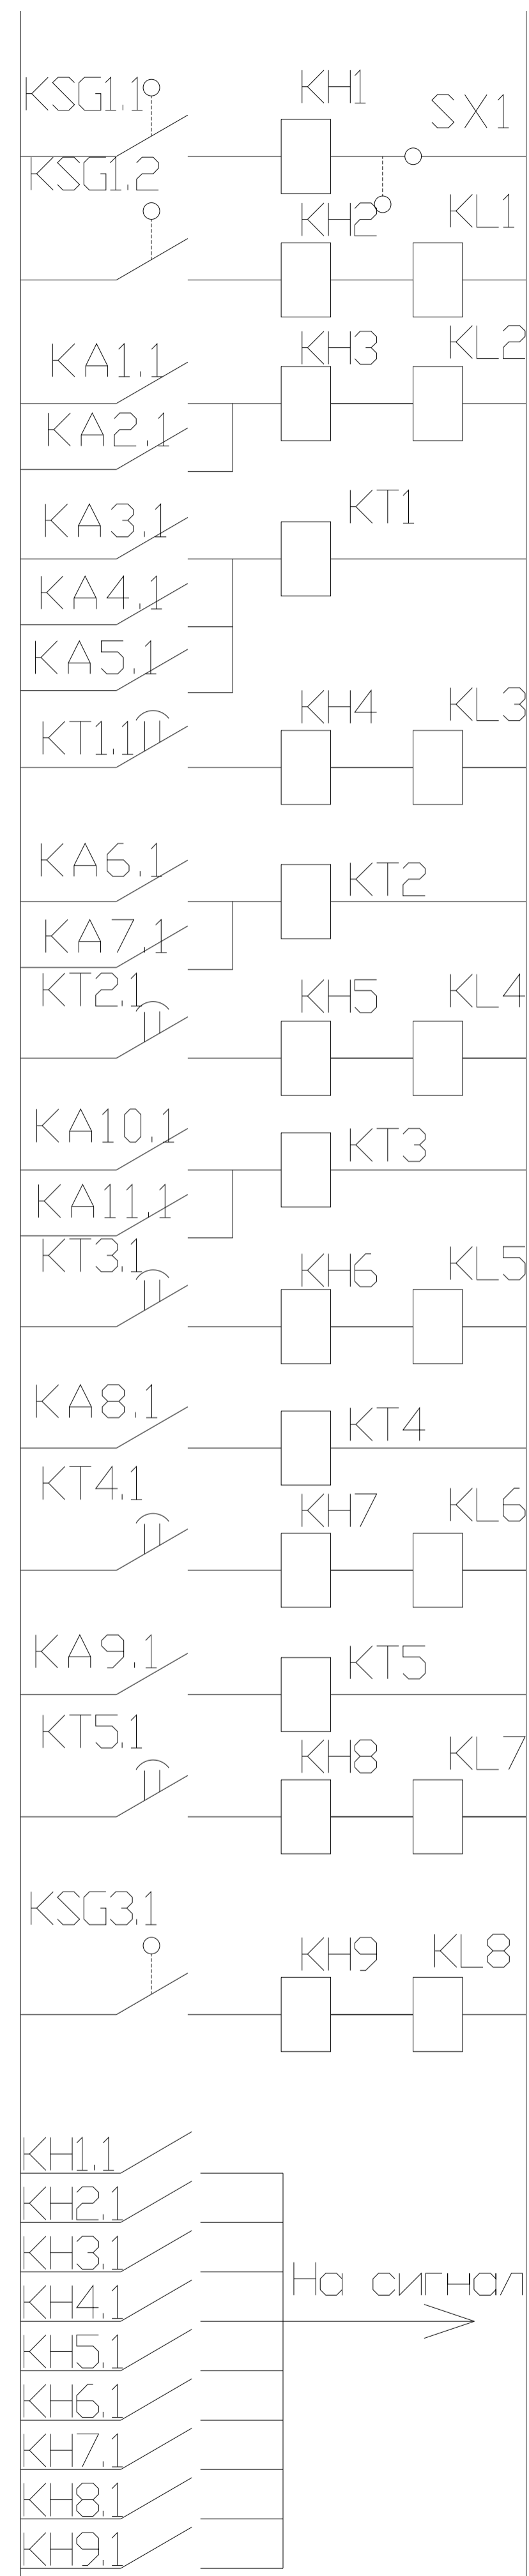 KSG1.1
KH1
SX1
KSG1.2
KH2
KL1
KA1.1
KH3
KL2
KA2.1
KA3.1
KT1
KA4.1
KA5.1
KT1.1
KH4
KL3
KA6.1
KT2
KA7.1
KT2.1
KH5
KL4
KA10.1
KT3
KA11.1
KT3.1
KH6
KL5
KA8.1
KT4
KT4.1
KH7
KL6
KA9.1
KT5
KT5.1
KH8
KL7
KSG3.1
KH9
KL8
KH1.1
KH2.1
KH3.1
На сигнал
KH4.1
KH5.1
KH6.1
KH7.1
KH8.1
KH9.1